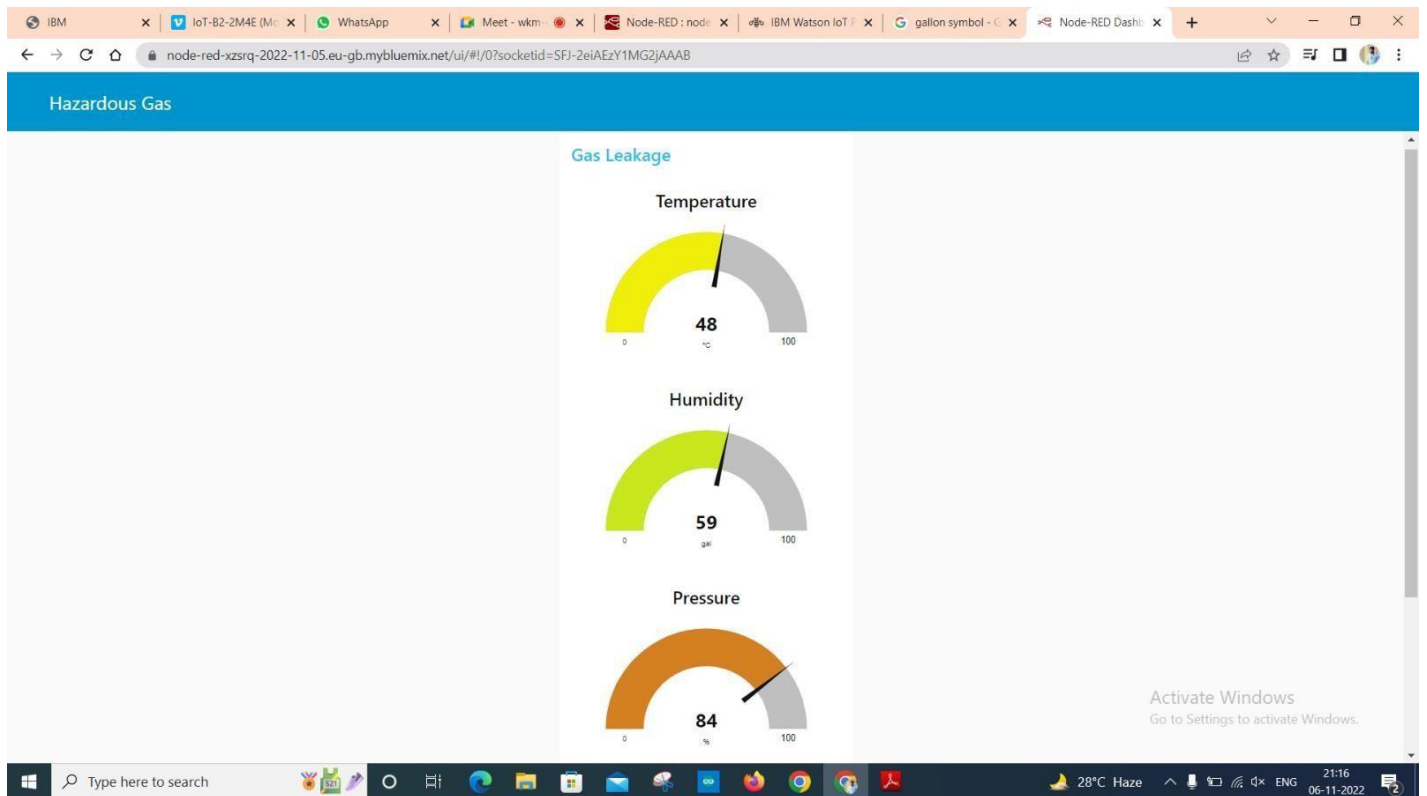 IBM
IoT-B2-2M4E (Mo
WhatsApp
Meet - wkm-
Node-RED : node
IBM Watson IoT P
gallon symbol - G
Node-RED Dashb
node-red-xzsrq-2022-11-05.eu-gb.mybluemix.net/ui/#!/0?socketid=SFJ-2eiAEzY1MG2jAAAB
Hazardous Gas
Gas Leakage
Temperature
48
°C
0
100
Humidity
59
gal
0
100
Pressure
84
%
0
100
Activate Windows
Go to Settings to activate Windows.
Type here to search
28°C Haze
ENG
21:16
06-11-2022
2